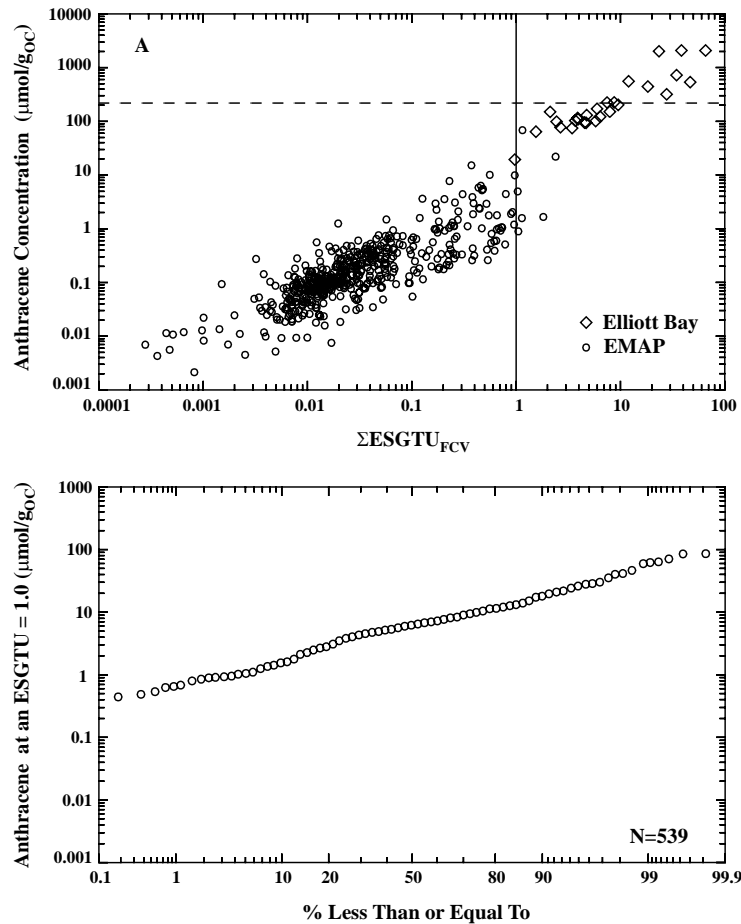 A
Anthracene Concentration (μmol/gOC)
10000
1000
100
10
1
0.1
0.01
0.001
Elliott Bay
EMAP
0.0001 0.001 0.01 0.1 1 10 100
ΣESGTUFCV
Anthracene at an ESGTU = 1.0 (μmol/gOC)
1000
100
10
1
0.1
0.01
0.001
N=539
0.1 1 10 20 50 80 90 99 99.9
% Less Than or Equal To